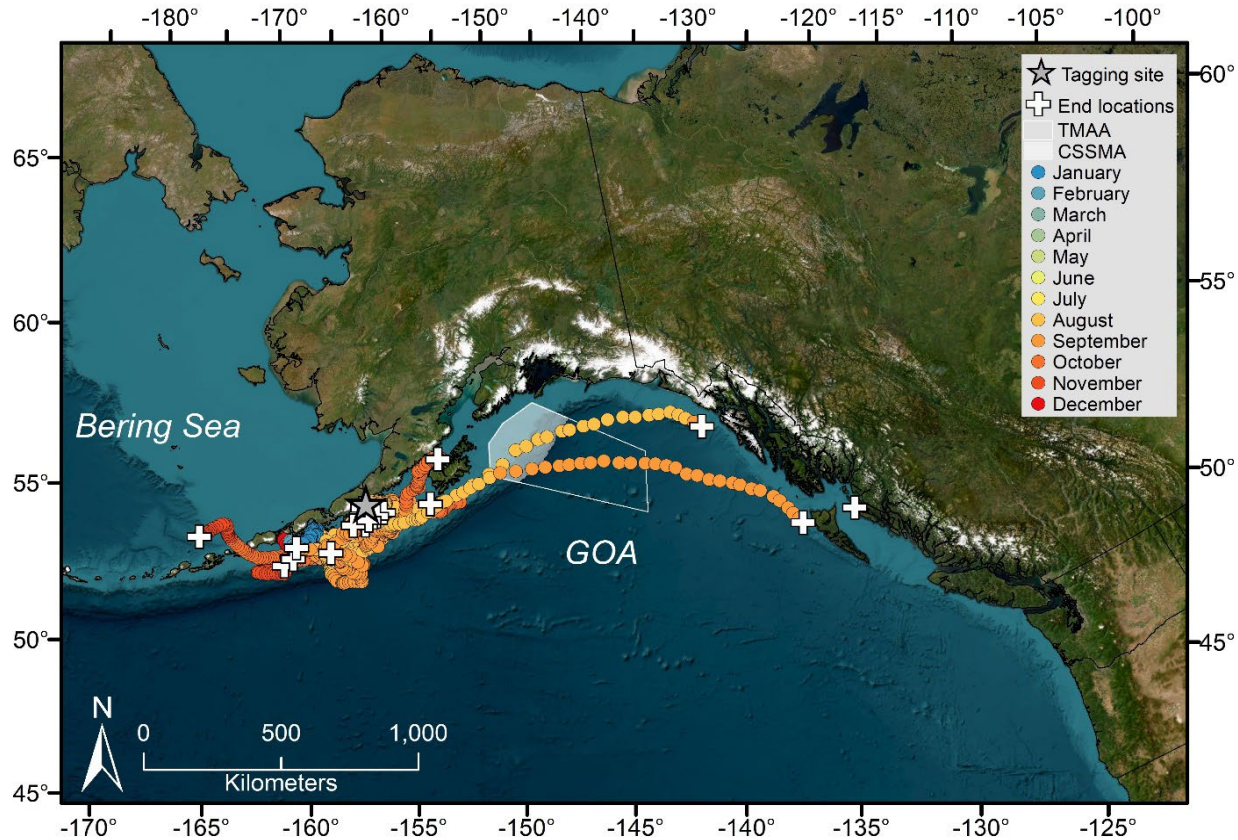 -180° -170° -160° -150° -140° -130° -120° -115° -110° -105° -100°
Tagging site
End locations
TMAA
CSSMA
January
February
March
April
May
June
July
August
September
October
November
December
65°
60°
55°
50°
45°
60°
55°
50°
45°
Bering Sea
GOA
N
0 500 1,000
Kilometers
-170° -165° -160° -155° -150° -145° -140° -135° -130° -125°